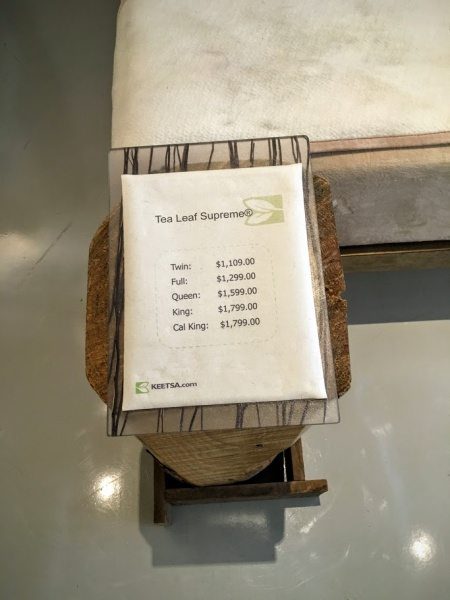 Tea Leaf Supreme®
Twin: $1,109.00
Full: $1,299.00
Queen: $1,599.00
King: $1,799.00
Cal King: $1,799.00
KEETSA.com